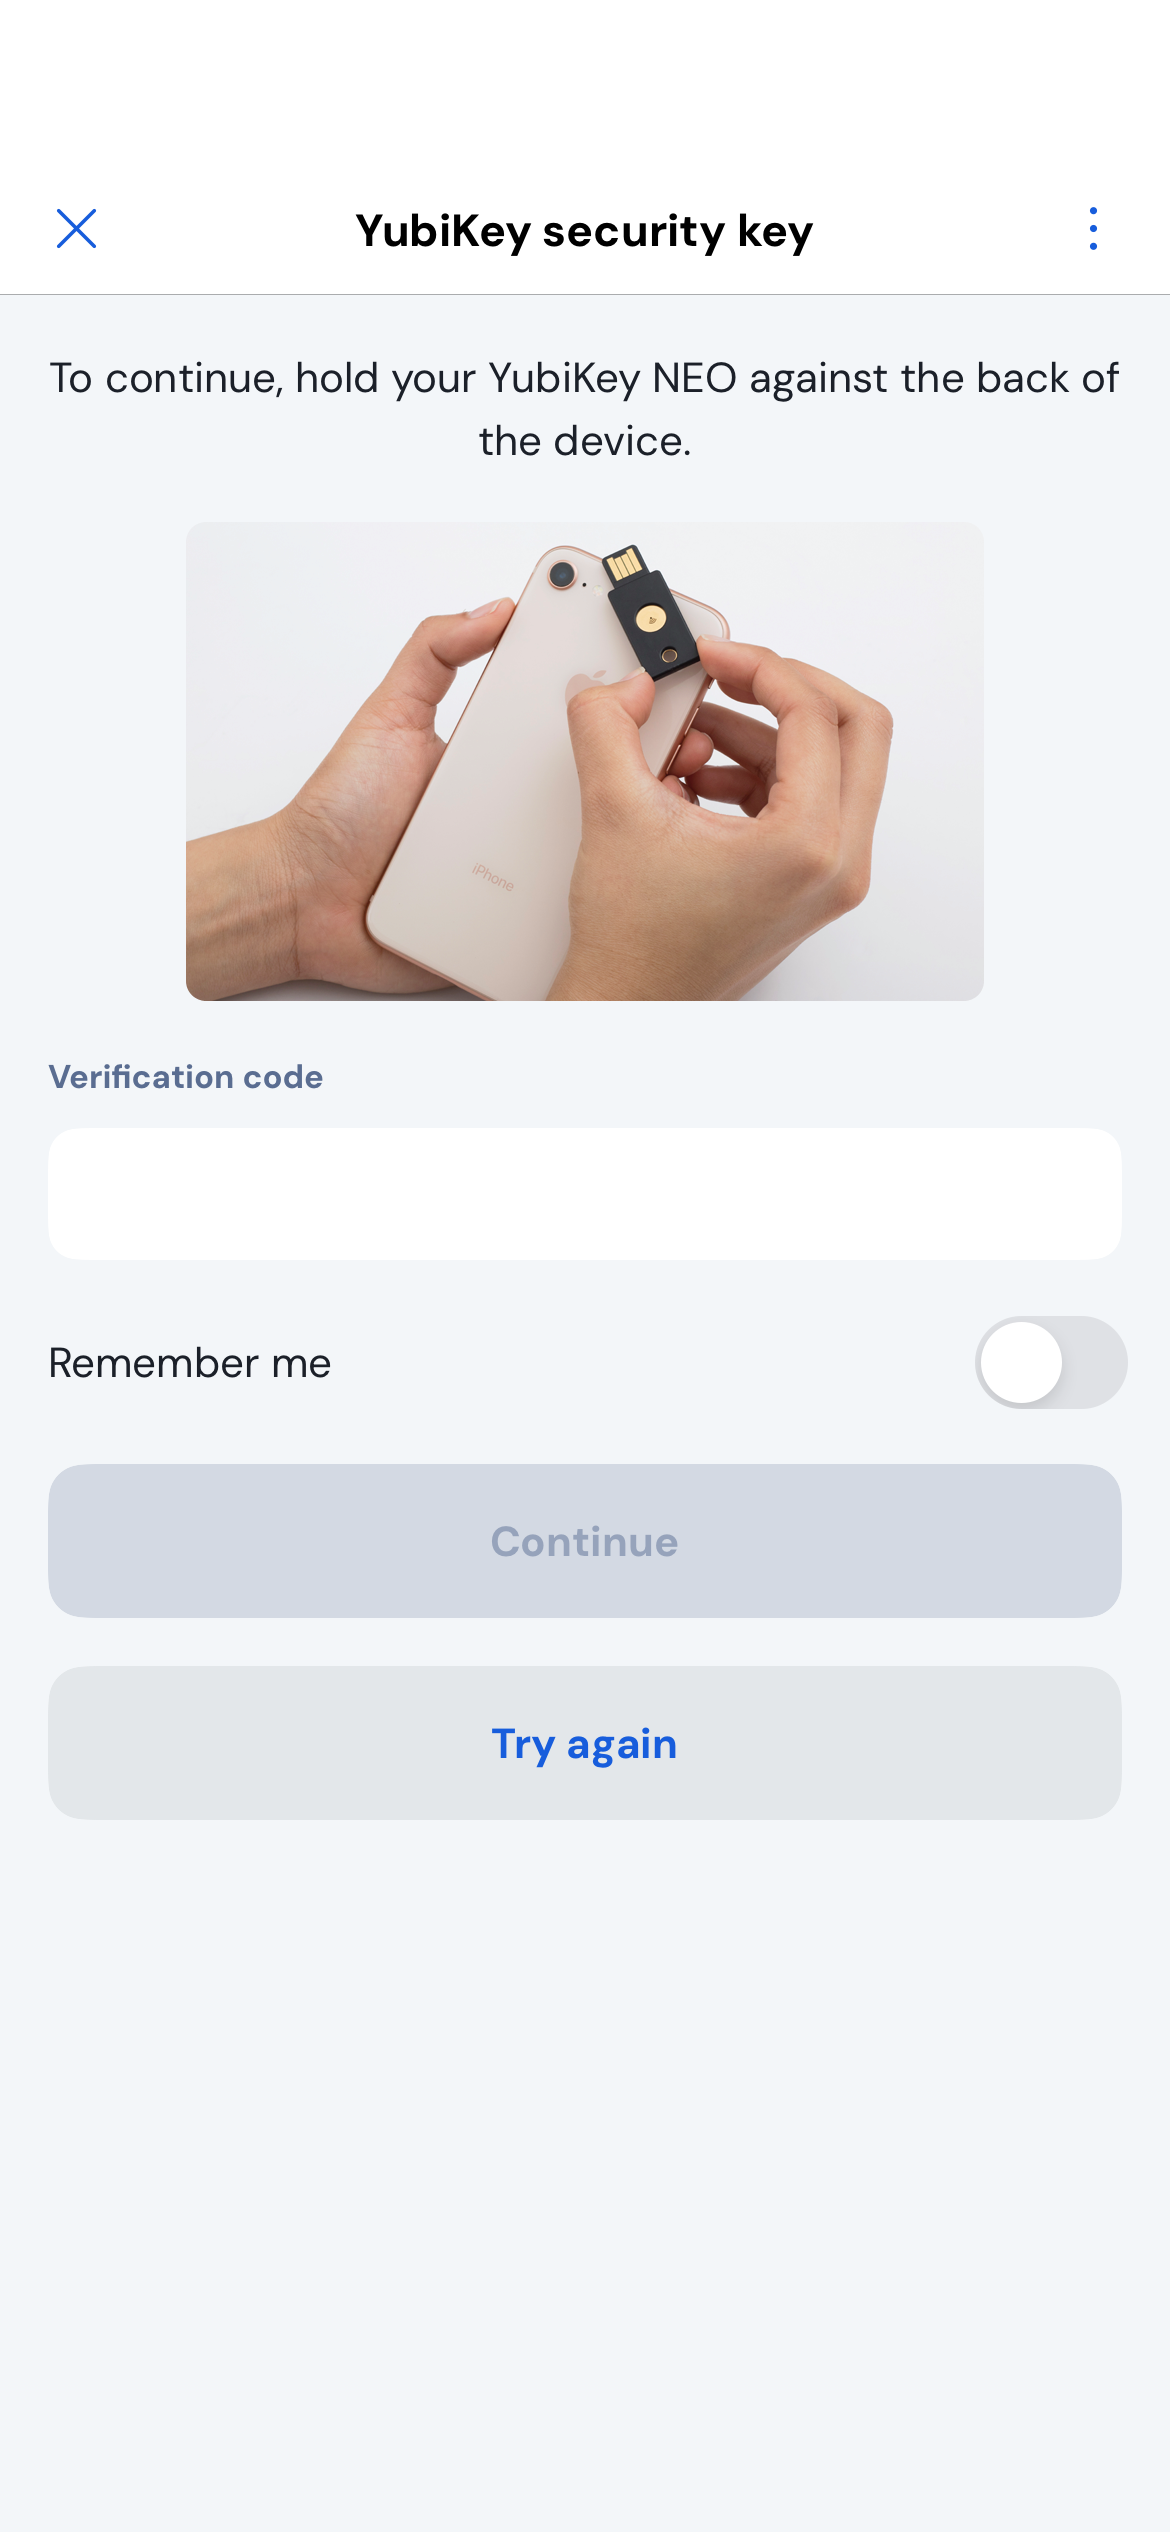 YubiKey security key
To continue, hold your YubiKey NEO against the back of
the device.
iPhone
Verification code
Remember me
Continue
Try again